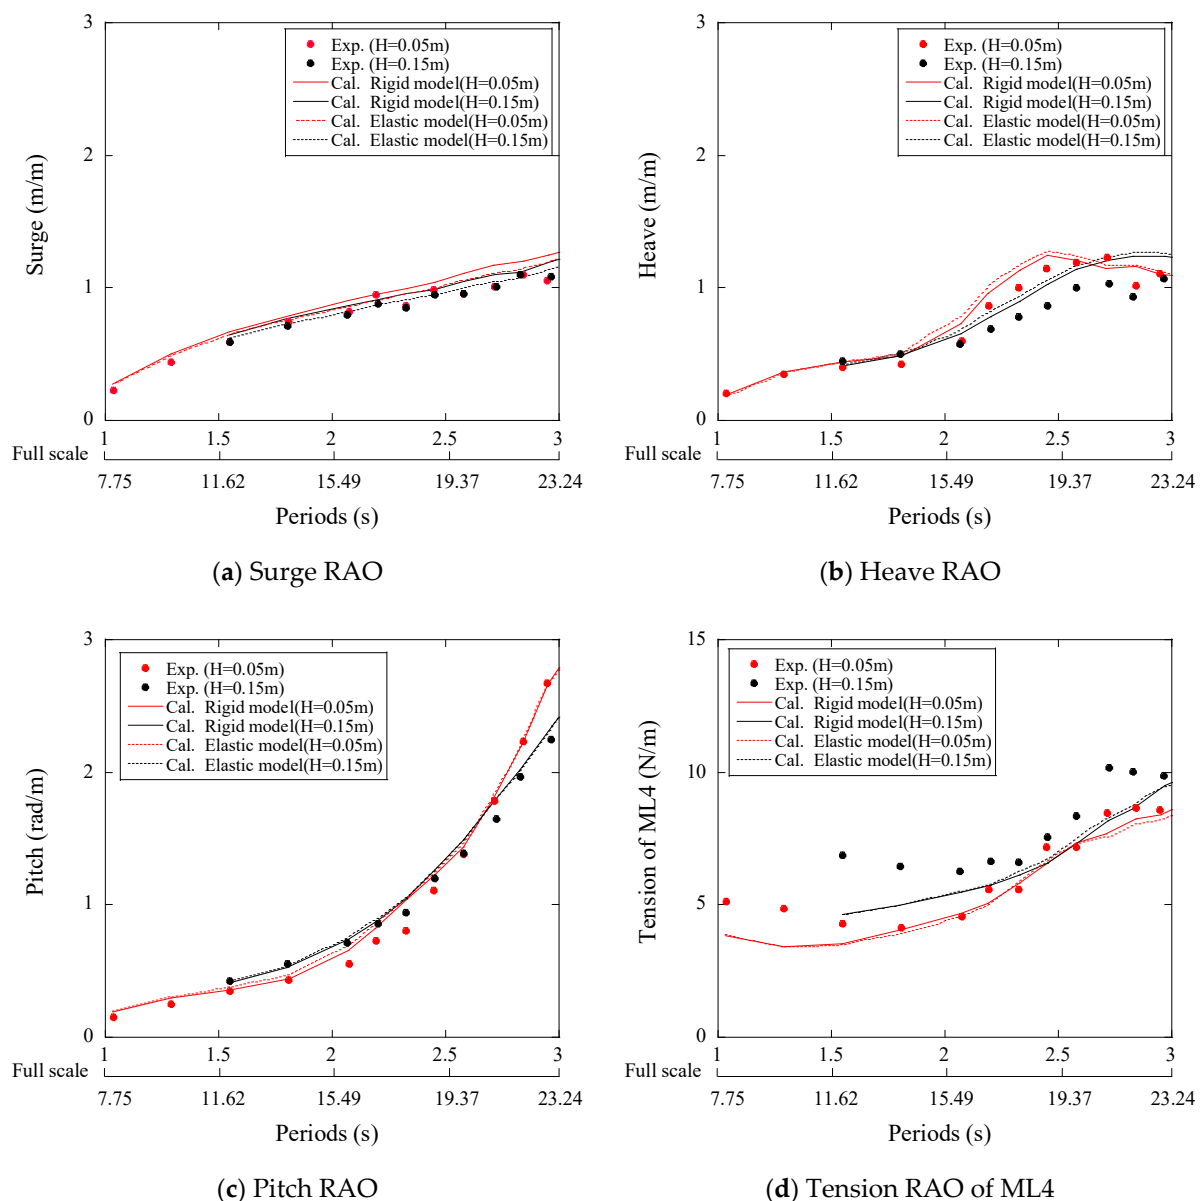 3
2
1
0
Surge (m/m)
Exp. (H=0.05m)
Exp. (H=0.15m)
Cal. Rigid model(H=0.05m)
Cal. Rigid model(H=0.15m)
Cal. Elastic model(H=0.05m)
Cal. Elastic model(H=0.15m)
1 1.5 2 2.5 3
Full scale
7.75 11.62 15.49 19.37 23.24
Periods (s)
(a) Surge RAO
3
2
1
0
Heave (m/m)
Exp. (H=0.05m)
Exp. (H=0.15m)
Cal. Rigid model(H=0.05m)
Cal. Rigid model(H=0.15m)
Cal. Elastic model(H=0.05m)
Cal. Elastic model(H=0.15m)
1 1.5 2 2.5 3
Full scale
7.75 11.62 15.49 19.37 23.24
Periods (s)
(b) Heave RAO
3
2
1
0
Pitch (rad/m)
Exp. (H=0.05m)
Exp. (H=0.15m)
Cal. Rigid model(H=0.05m)
Cal. Rigid model(H=0.15m)
Cal. Elastic model(H=0.05m)
Cal. Elastic model(H=0.15m)
1 1.5 2 2.5 3
Full scale
7.75 11.62 15.49 19.37 23.24
Periods (s)
(c) Pitch RAO
15
10
5
0
Tension of ML4 (N/m)
Exp. (H=0.05m)
Exp. (H=0.15m)
Cal. Rigid model(H=0.05m)
Cal. Rigid model(H=0.15m)
Cal. Elastic model(H=0.05m)
Cal. Elastic model(H=0.15m)
1 1.5 2 2.5 3
Full scale
7.75 11.62 15.49 19.37 23.24
Periods (s)
(d) Tension RAO of ML4